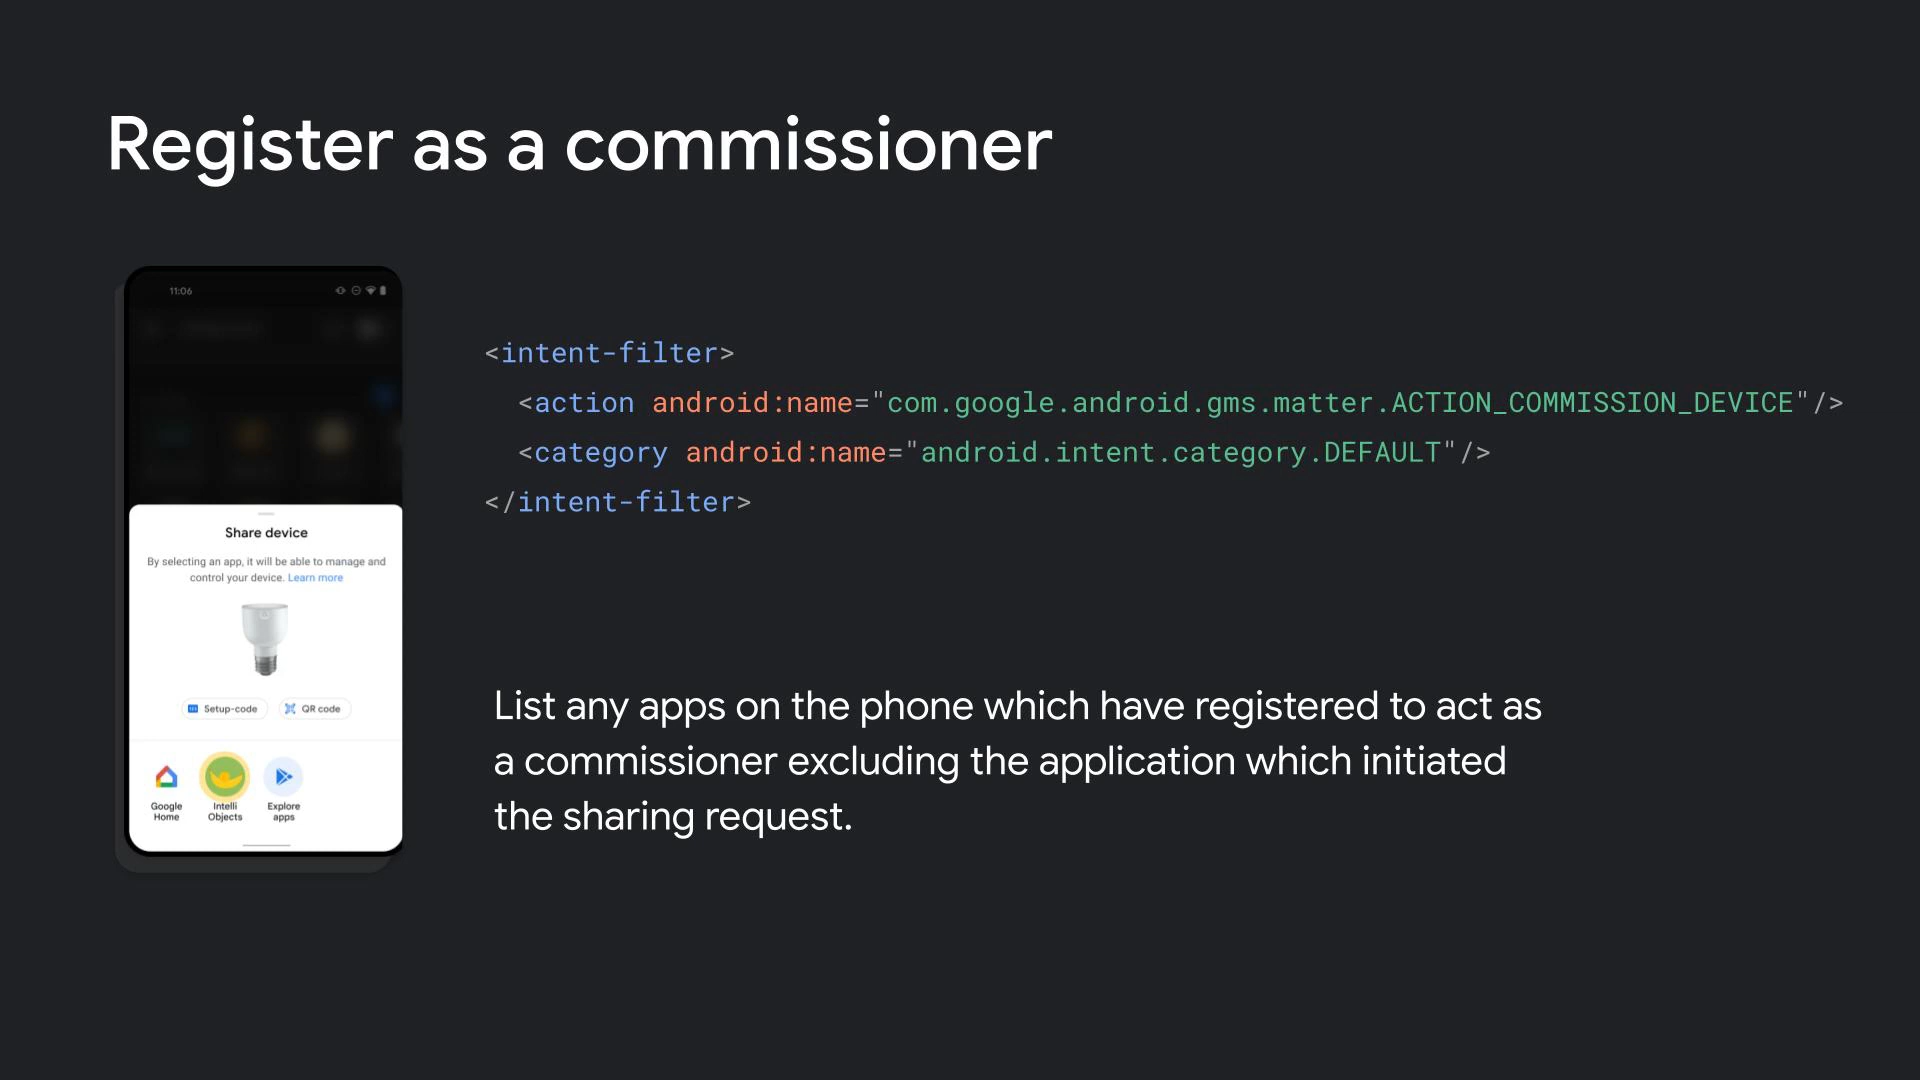 Register as a commissioner
11:06
Share device
By selecting an app, it will be able to manage and
control your device. Learn more
Setup-code
QR code
Google
Home
Intelli
Objects
Explore
apps
<intent-filter>
<action android:name="com.google.android.gms.matter.ACTION_COMMISSION_DEVICE"/>
<category android:name="android.intent.category.DEFAULT"/>
</intent-filter>
List any apps on the phone which have registered to act as
a commissioner excluding the application which initiated
the sharing request.